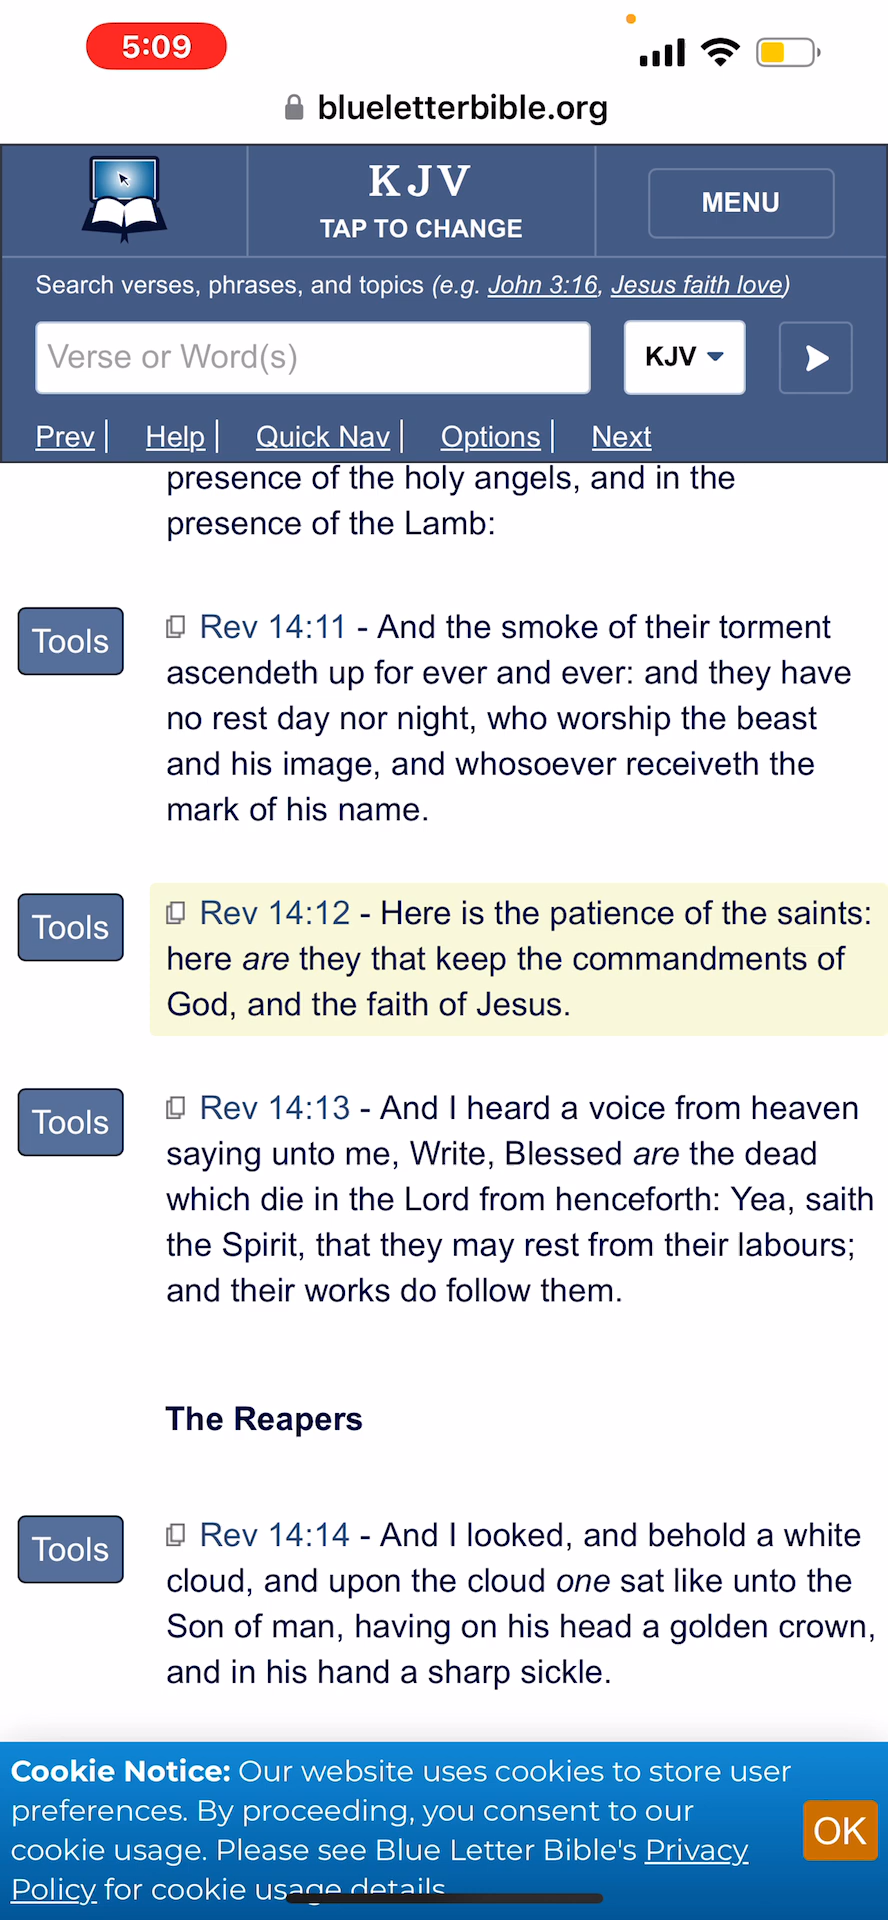 5:09
blueletterbible.org
KJV
TAP TO CHANGE
MENU
Search verses, phrases, and topics (e.g. John 3:16, Jesus faith love)
Verse or Word(s)
KJV
Prev | Help | Quick Nav | Options | Next
presence of the holy angels, and in the
presence of the Lamb:
Tools
Rev 14:11 - And the smoke of their torment
ascendeth up for ever and ever: and they have
no rest day nor night, who worship the beast
and his image, and whosoever receiveth the
mark of his name.
Tools
Rev 14:12 - Here is the patience of the saints:
here are they that keep the commandments of
God, and the faith of Jesus.
Tools
Rev 14:13 - And I heard a voice from heaven
saying unto me, Write, Blessed are the dead
which die in the Lord from henceforth: Yea, saith
the Spirit, that they may rest from their labours;
and their works do follow them.
The Reapers
Tools
Rev 14:14 - And I looked, and behold a white
cloud, and upon the cloud one sat like unto the
Son of man, having on his head a golden crown,
and in his hand a sharp sickle.
Cookie Notice: Our website uses cookies to store user
preferences. By proceeding, you consent to our
cookie usage. Please see Blue Letter Bible's Privacy
Policy for cookie usage details
OK